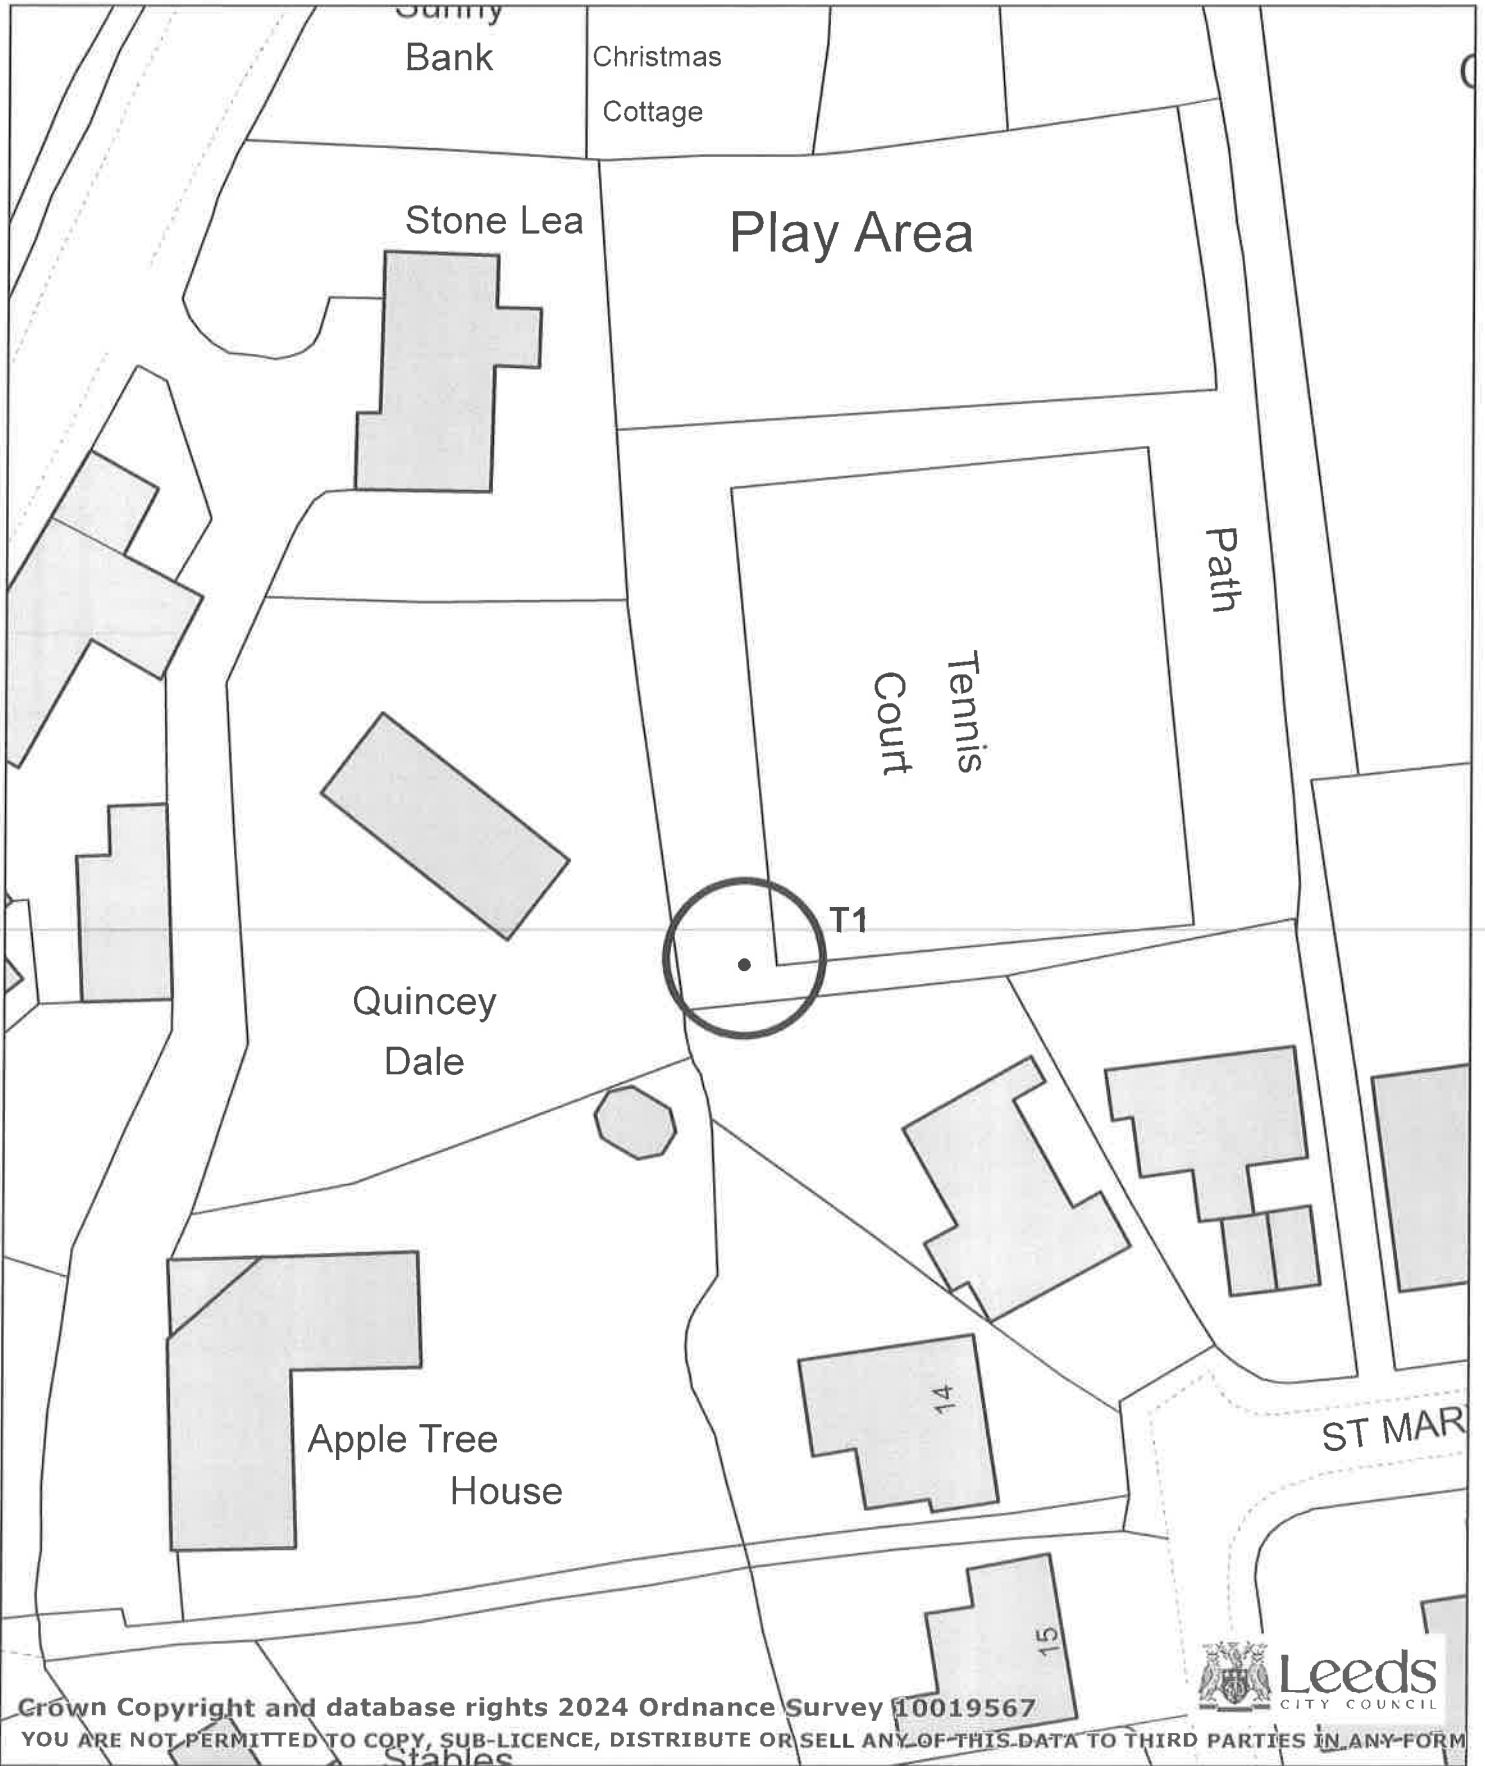 Sunny
Bank
Christmas
Cottage
Stone Lea
Play Area
Path
Tennis
Court
T1
Quincey
Dale
Apple Tree
House
14
ST MAR
15
Leeds
CITY COUNCIL
Crown Copyright and database rights 2024 Ordnance Survey 10019567
YOU ARE NOT PERMITTED TO COPY, SUB-LICENCE, DISTRIBUTE OR SELL ANY OF THIS DATA TO THIRD PARTIES IN ANY FORM
Stables